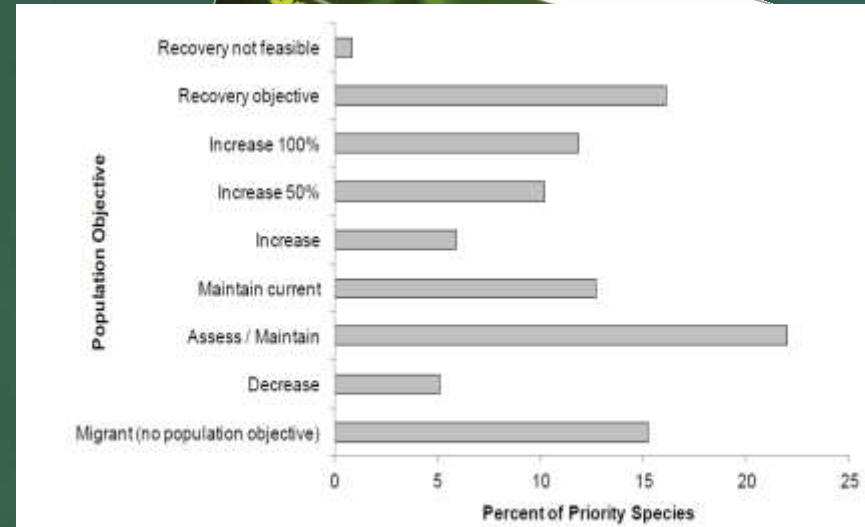 Recovery not feasible
Recovery objective
Increase 100%
Increase 50%
Increase
Maintain current
Assess / Maintain
Decrease
Migrant (no population objective)
Population Objective
0 5 10 15 20 25
Percent of Priority Species